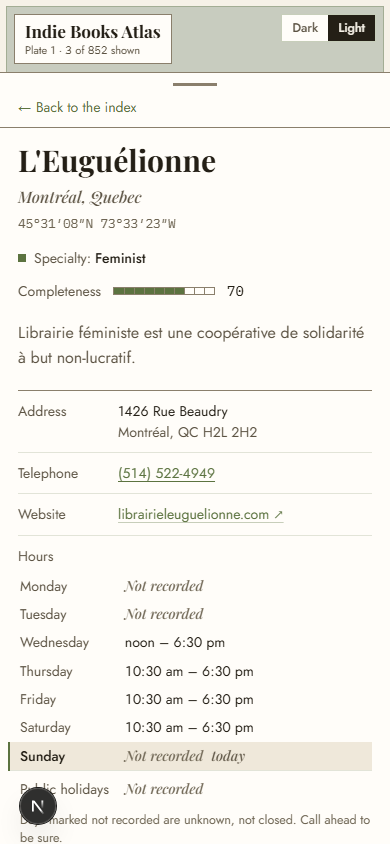 Indie Books Atlas
Plate 1 · 3 of 852 shown
Dark Light
← Back to the index
L'Euguélionne
Montréal, Quebec
45°31′08″N 73°33′23″W
Specialty: Feminist
Completeness 70
Librairie féministe est une coopérative de solidarité
à but non-lucratif.
Address 1426 Rue Beaudry
Montréal, QC H2L 2H2
Telephone (514) 522-4949
Website librairieleuguelionne.com ↗
Hours
Monday Not recorded
Tuesday Not recorded
Wednesday noon – 6:30 pm
Thursday 10:30 am – 6:30 pm
Friday 10:30 am – 6:30 pm
Saturday 10:30 am – 6:30 pm
Sunday Not recorded today
Public holidays Not recorded
N
marked not recorded are unknown, not closed. Call ahead to
be sure.